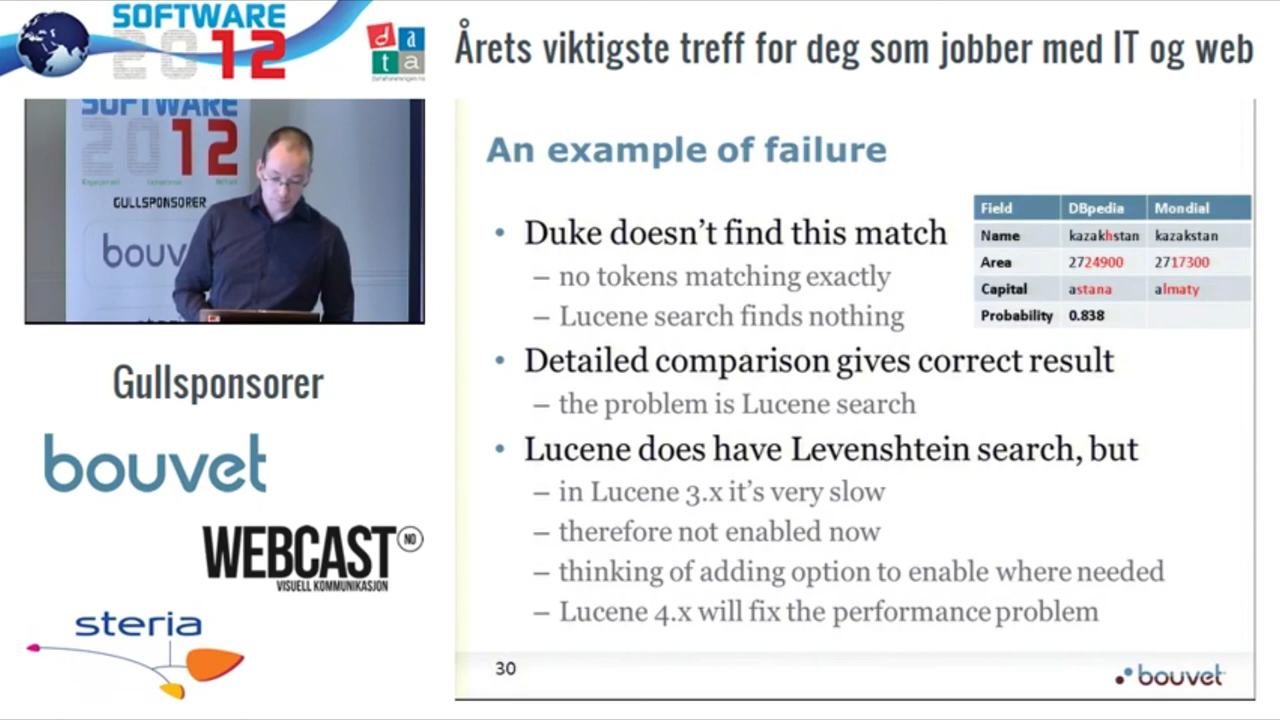 SOFTWARE
2012
data
Årets viktigste treff for deg som jobber med IT og web
SOFTWARE
2012
GULLSPONSORER
bouv
Gullsponsorer
bouvet
WEBCAST NO
VISUELL KOMMUNIKASJON
steria
An example of failure
• Duke doesn't find this match
– no tokens matching exactly
– Lucene search finds nothing
• Detailed comparison gives correct result
– the problem is Lucene search
• Lucene does have Levenshtein search, but
– in Lucene 3.x it's very slow
– therefore not enabled now
– thinking of adding option to enable where needed
– Lucene 4.x will fix the performance problem
Field DBpedia Mondial
Name kazakhstan kazakstan
Area 2724900 2717300
Capital astana almaty
Probability 0.838
30
bouvet